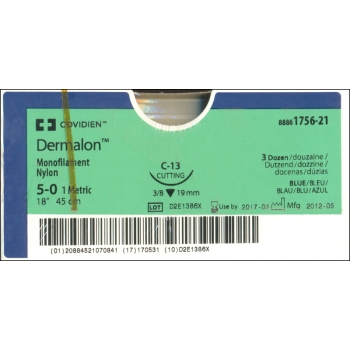 COVIDIEN™
8886 1756-21
Dermalon™
Monofilament
Nylon
5-0 1 Metric
18" 45 cm
C-13
CUTTING
3/8 19mm
LOT D2E1386X
3 Dozen/douzaine/
Dutzend/dozzine/
docenas/dúzias
BLUE/BLEU/
BLAU/BLU/AZUL
Use by 2017-05 Mfg 2012-05
(01)20884521070841 (17)170531 (10)D2E1386X